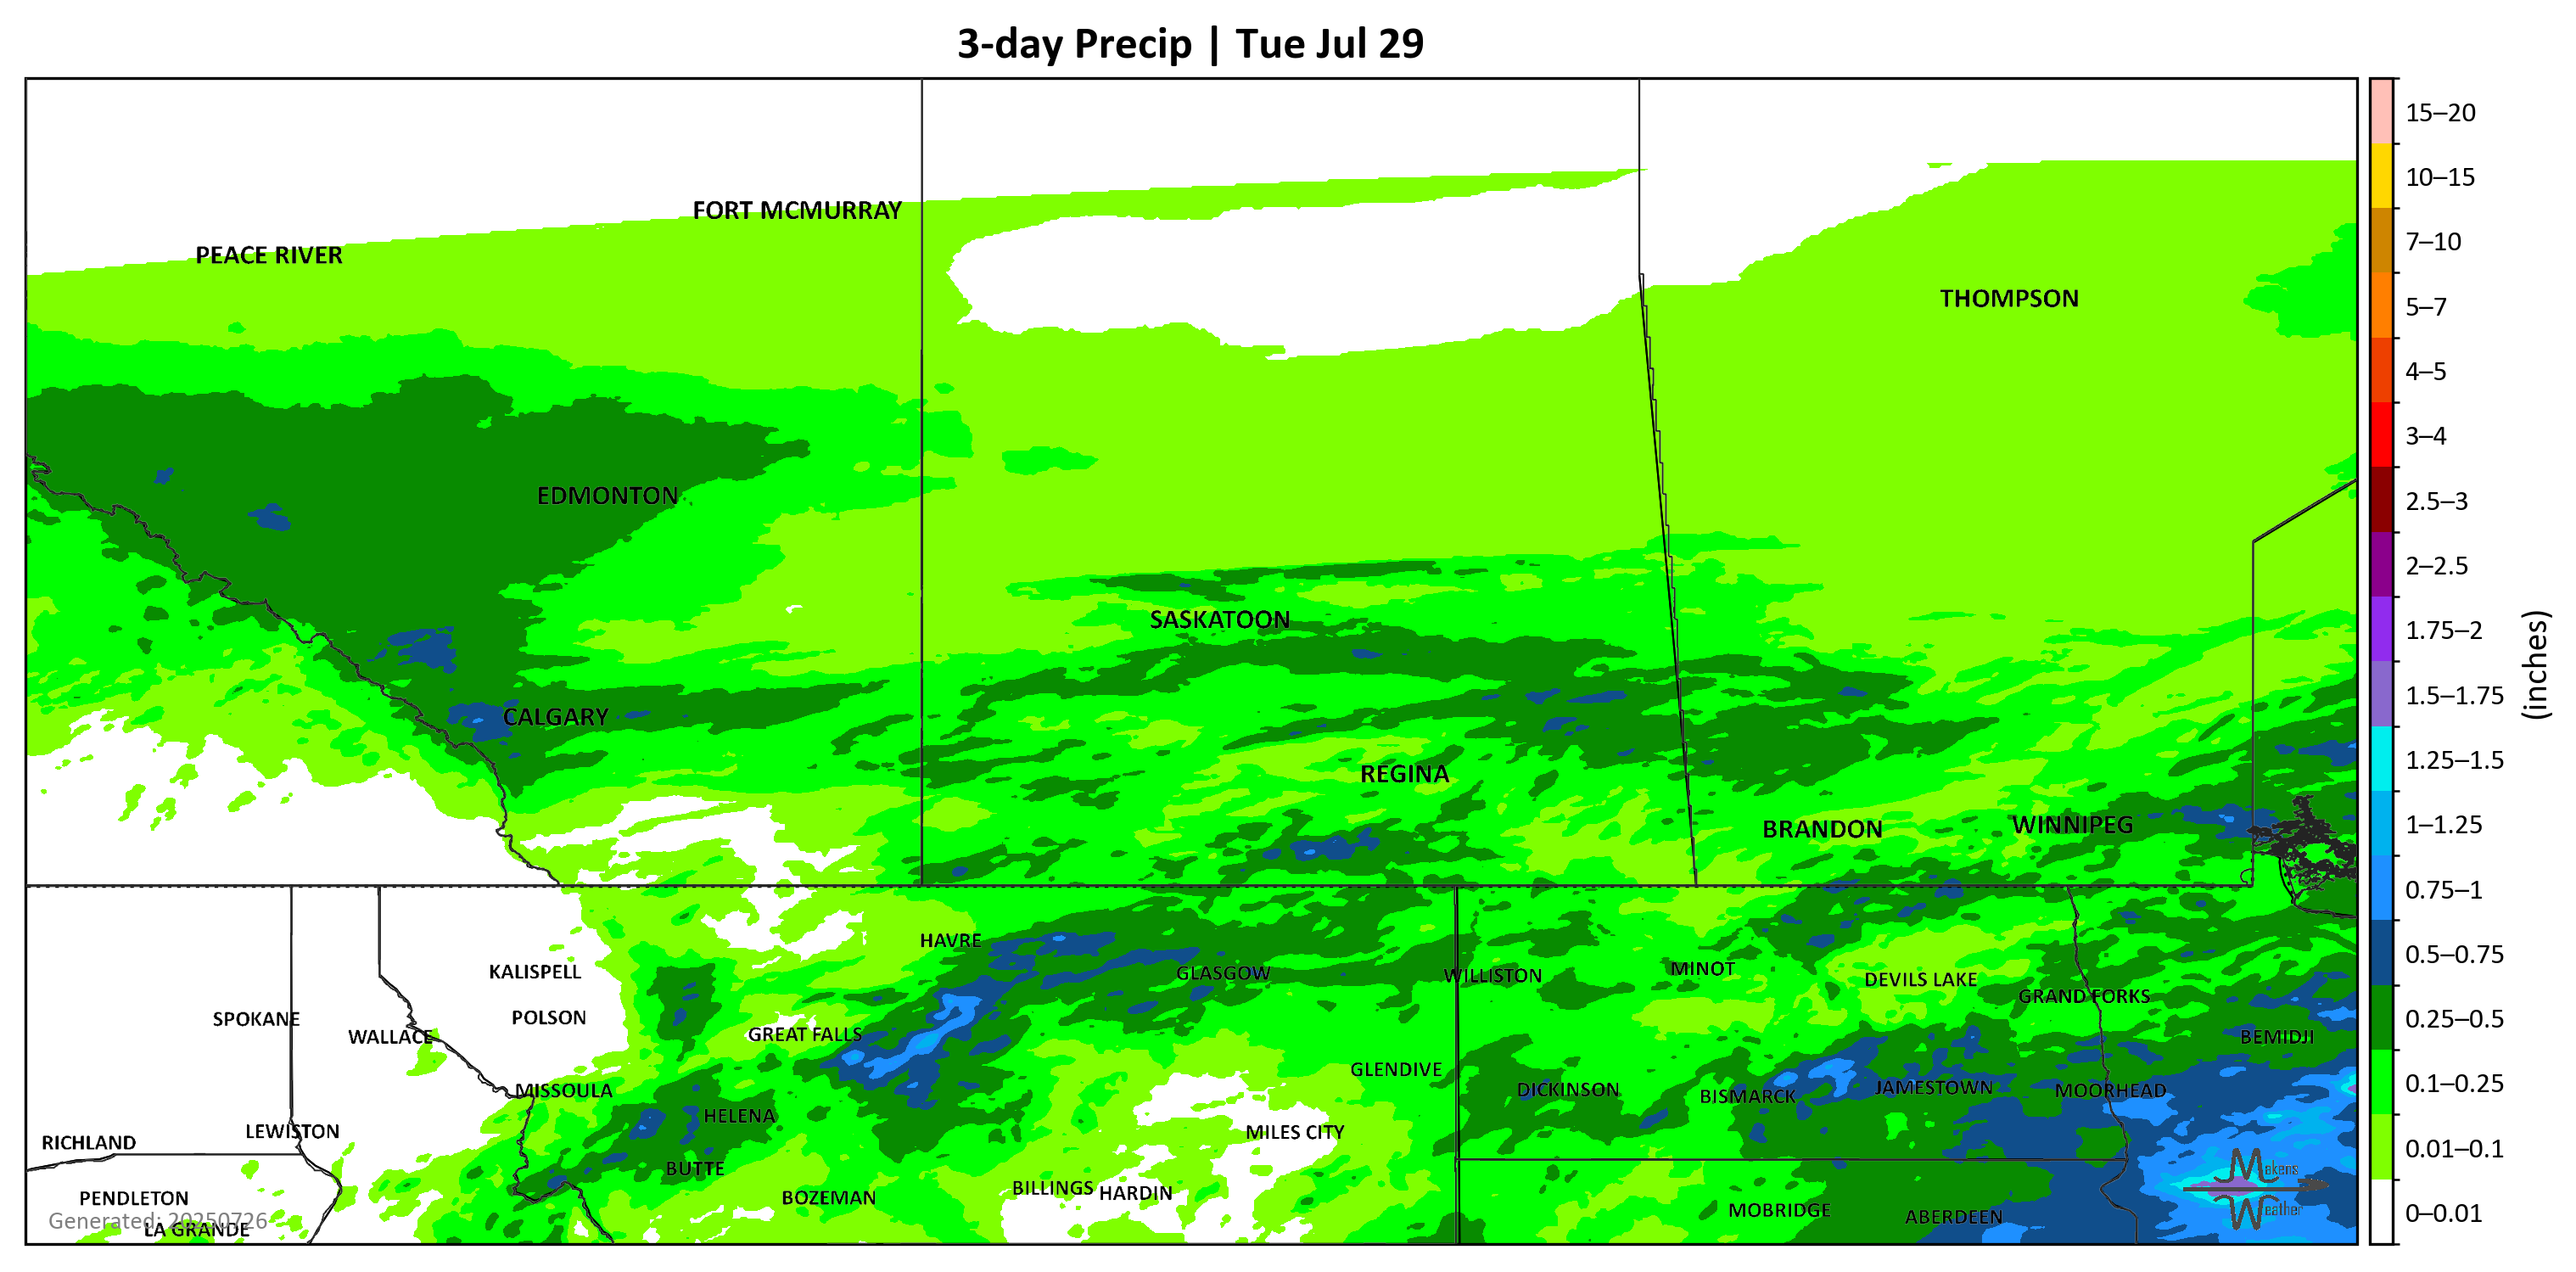 3-day Precip | Tue Jul 29
FORT MCMURRAY
PEACE RIVER
THOMPSON
EDMONTON
SASKATOON
CALGARY
REGINA
BRANDON
WINNIPEG
HAVRE
KALISPELL
GLASGOW
WILLISTON
MINOT
DEVILS LAKE
GRAND FORKS
SPOKANE
POLSON
WALLACE
GREAT FALLS
BEMIDJI
GLENDIVE
MISSOULA
DICKINSON
BISMARCK
JAMESTOWN
MOORHEAD
HELENA
RICHLAND
LEWISTON
MILES CITY
BUTTE
PENDLETON
BOZEMAN
BILLINGS
HARDIN
MOBRIDGE
ABERDEEN
Generated: 20250726
LA GRANDE
Makens
Weather
15–20
10–15
7–10
5–7
4–5
3–4
2.5–3
2–2.5
1.75–2
1.5–1.75
1.25–1.5
1–1.25
0.75–1
0.5–0.75
0.25–0.5
0.1–0.25
0.01–0.1
0–0.01
(inches)